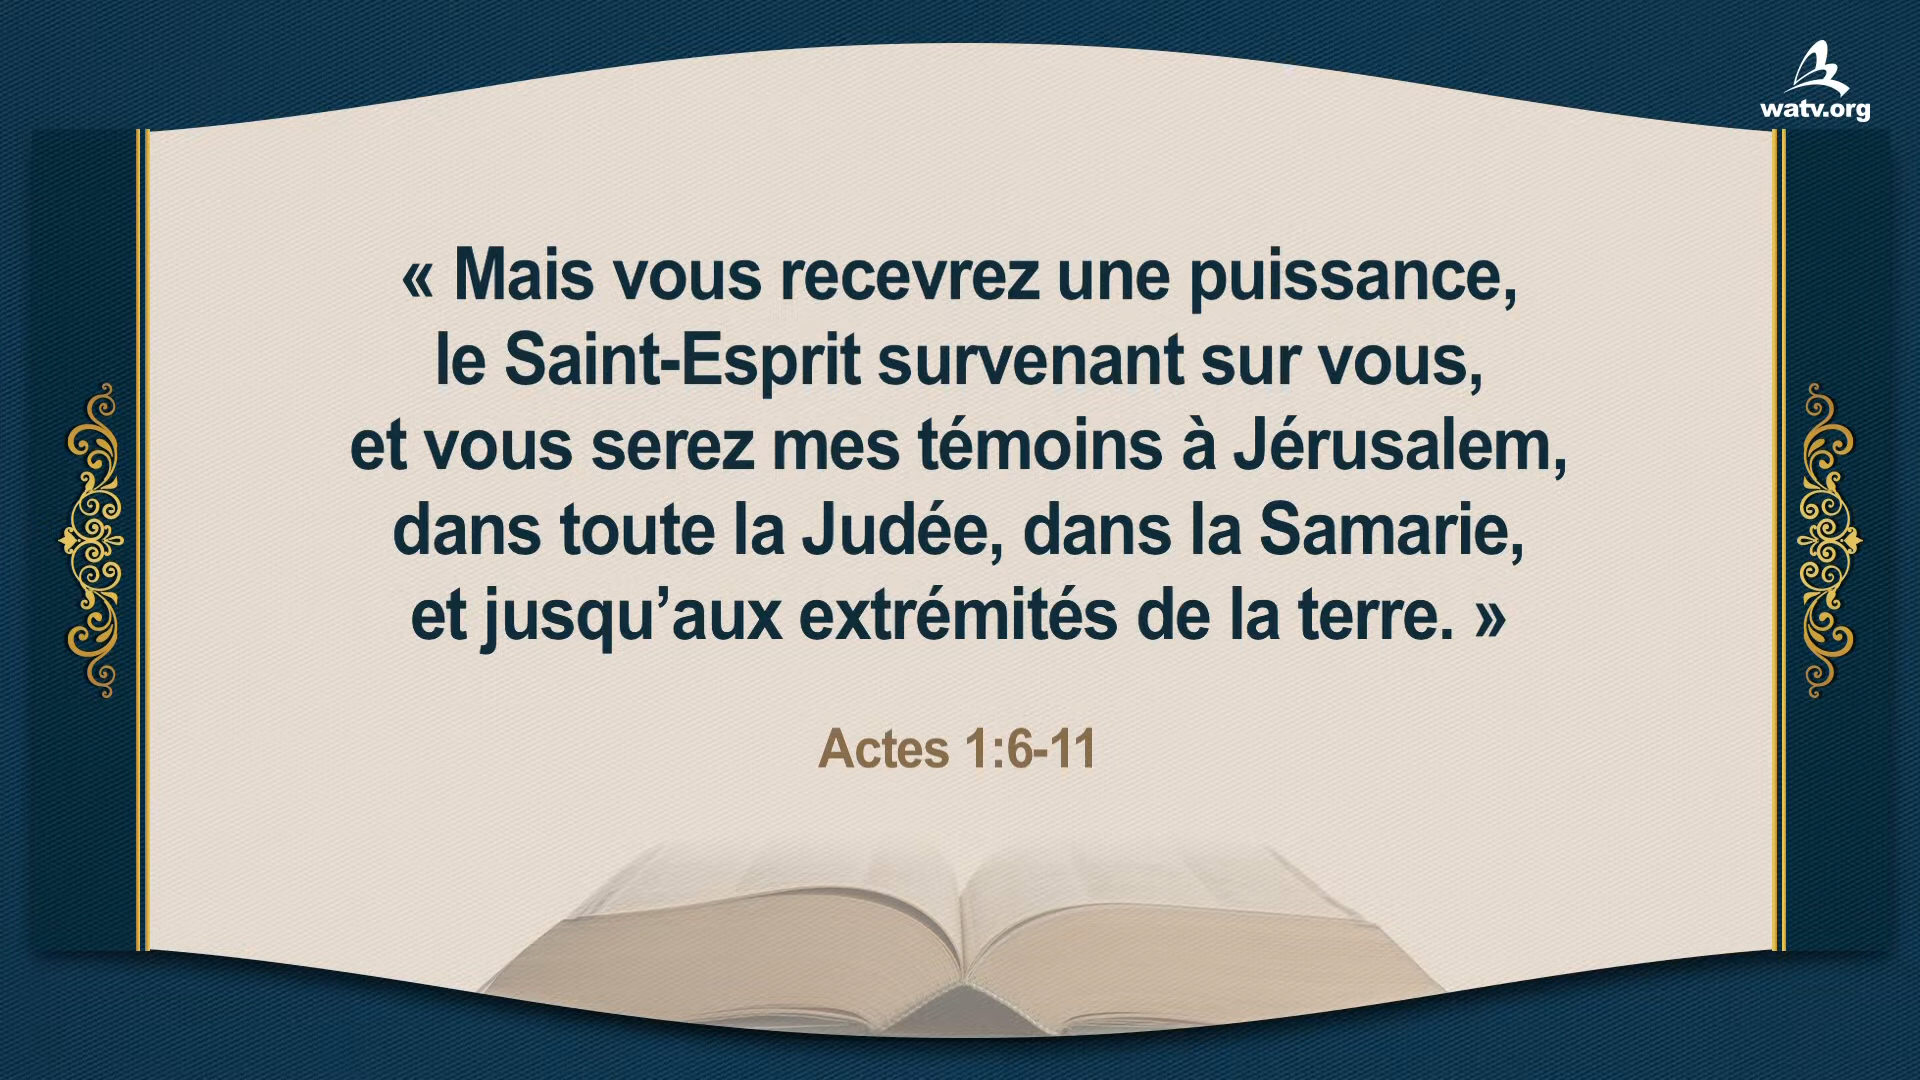 watv.org
« Mais vous recevrez une puissance,
le Saint-Esprit survenant sur vous,
et vous serez mes témoins à Jérusalem,
dans toute la Judée, dans la Samarie,
et jusqu’aux extrémités de la terre. »
Actes 1:6-11